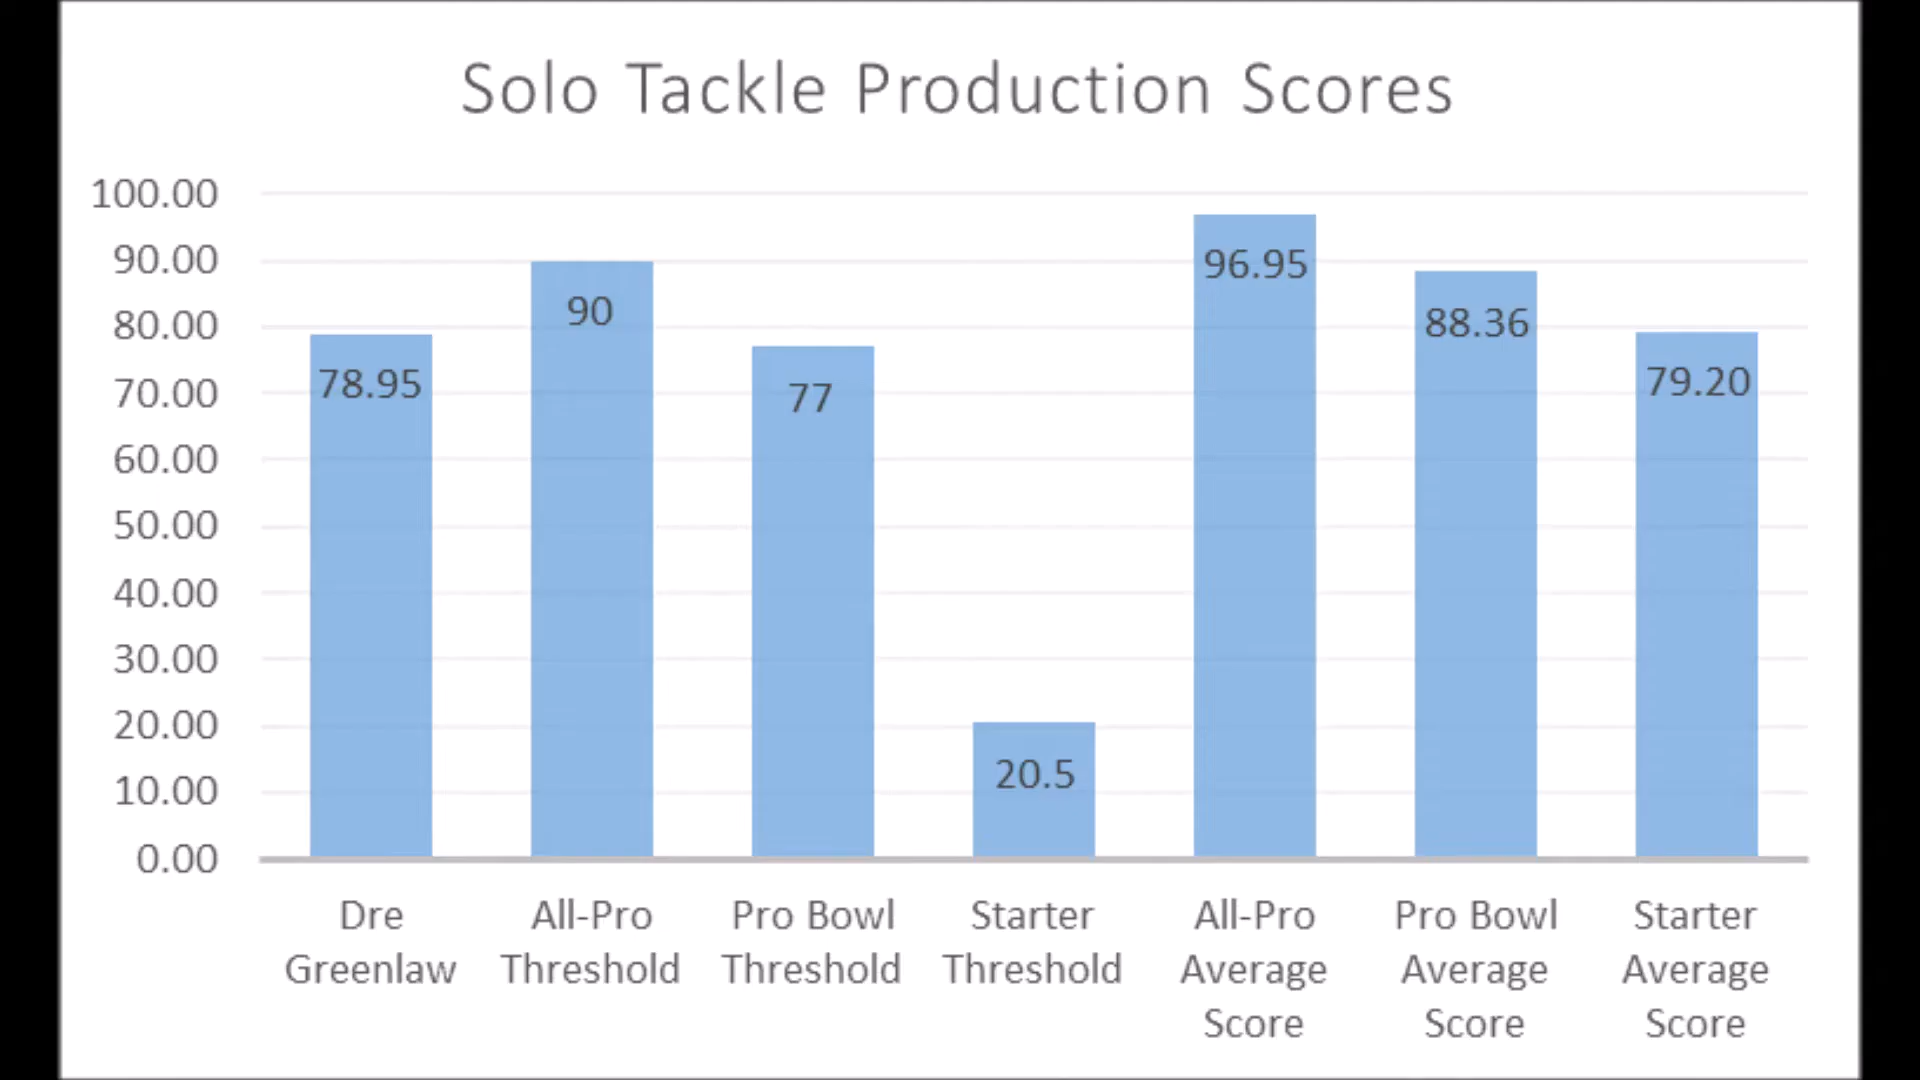 Solo Tackle Production Scores
100.00
90.00
80.00
70.00
60.00
50.00
40.00
30.00
20.00
10.00
0.00
78.95
90
77
20.5
96.95
88.36
79.20
Dre
Greenlaw
All-Pro
Threshold
Pro Bowl
Threshold
Starter
Threshold
All-Pro
Average
Score
Pro Bowl
Average
Score
Starter
Average
Score